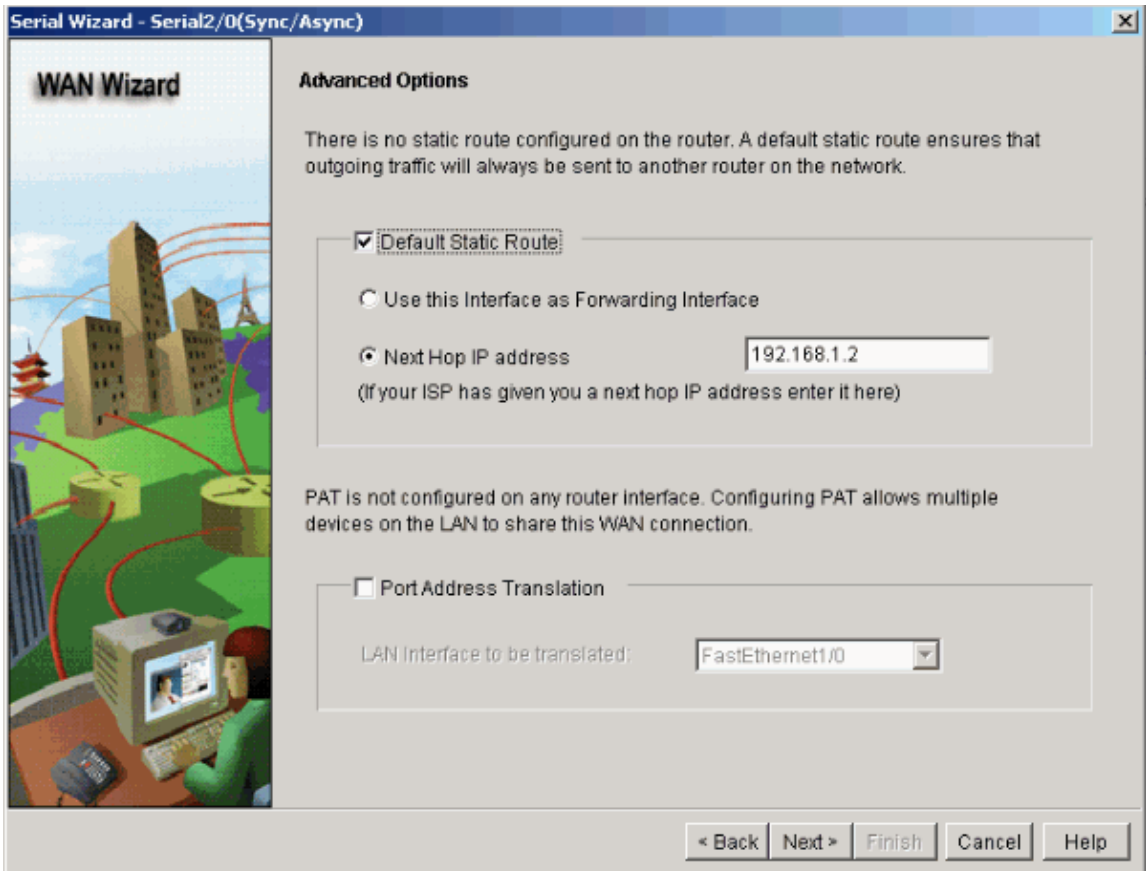 Serial Wizard - Serial2/0(Sync/Async)
WAN Wizard
Advanced Options
There is no static route configured on the router. A default static route ensures that
outgoing traffic will always be sent to another router on the network.
Default Static Route
Use this Interface as Forwarding Interface
Next Hop IP address
192.168.1.2
(If your ISP has given you a next hop IP address enter it here)
PAT is not configured on any router interface. Configuring PAT allows multiple
devices on the LAN to share this WAN connection.
Port Address Translation
LAN Interface to be translated:
FastEthernet1/0
< Back
Next >
Finish
Cancel
Help